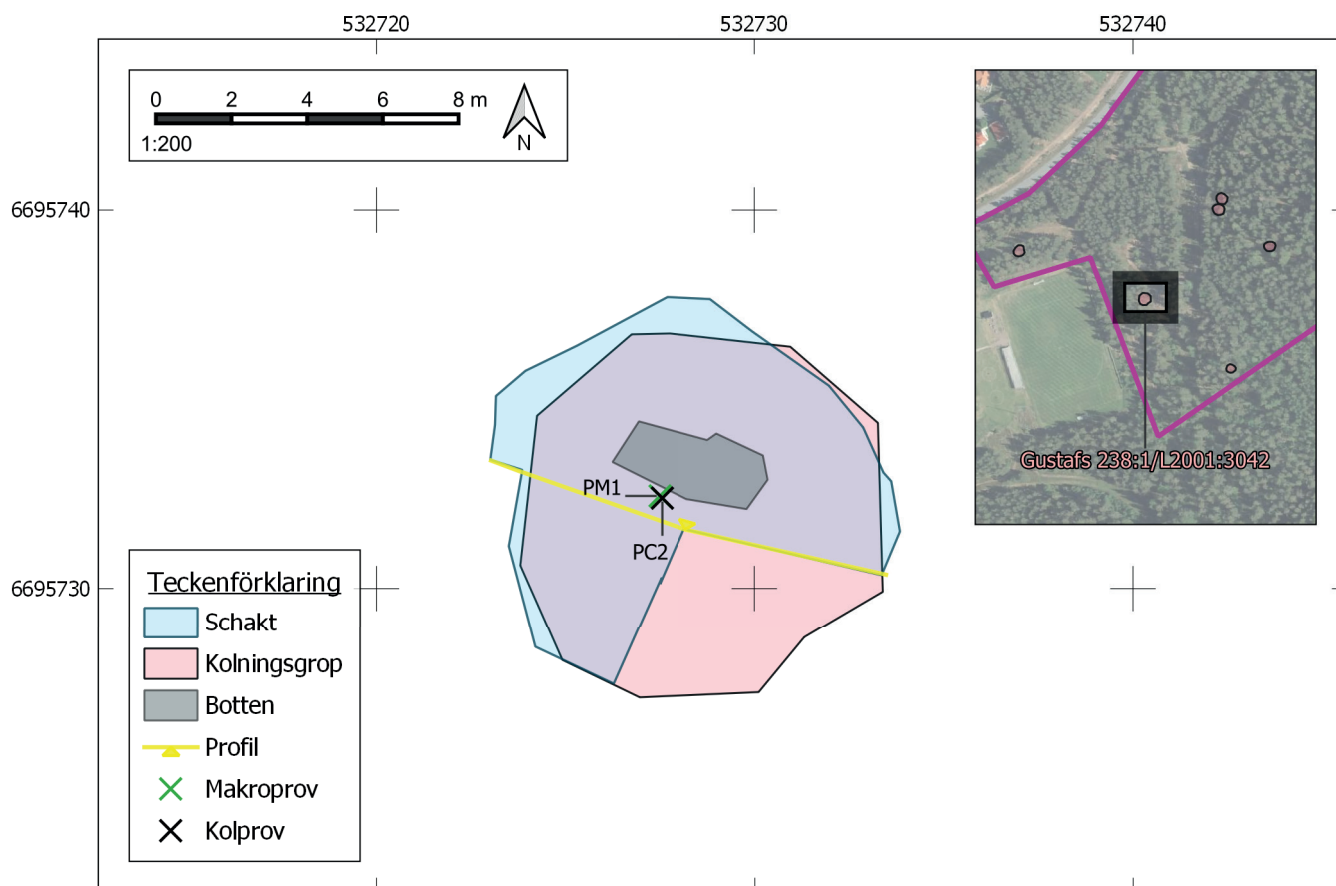 532720 532730 532740
0 2 4 6 8 m
1:200
N
6695740
Gustafs 238:1/L2001:3042
PM1
PC2
6695730
Teckenförklaring
Schakt
Kolningsgrop
Botten
Profil
Makroprov
Kolprov